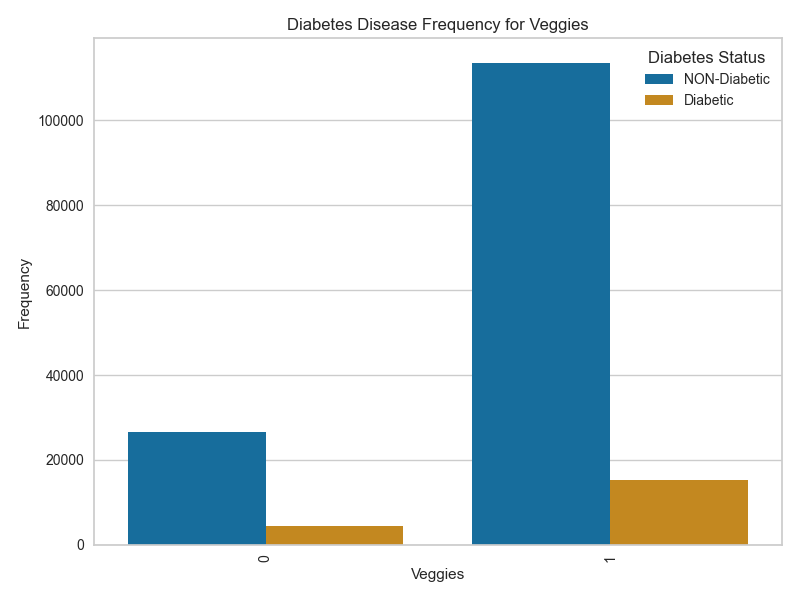 Diabetes Disease Frequency for Veggies
Diabetes Status
NON-Diabetic
Diabetic
100000
80000
60000
40000
20000
0
Frequency
0
1
Veggies